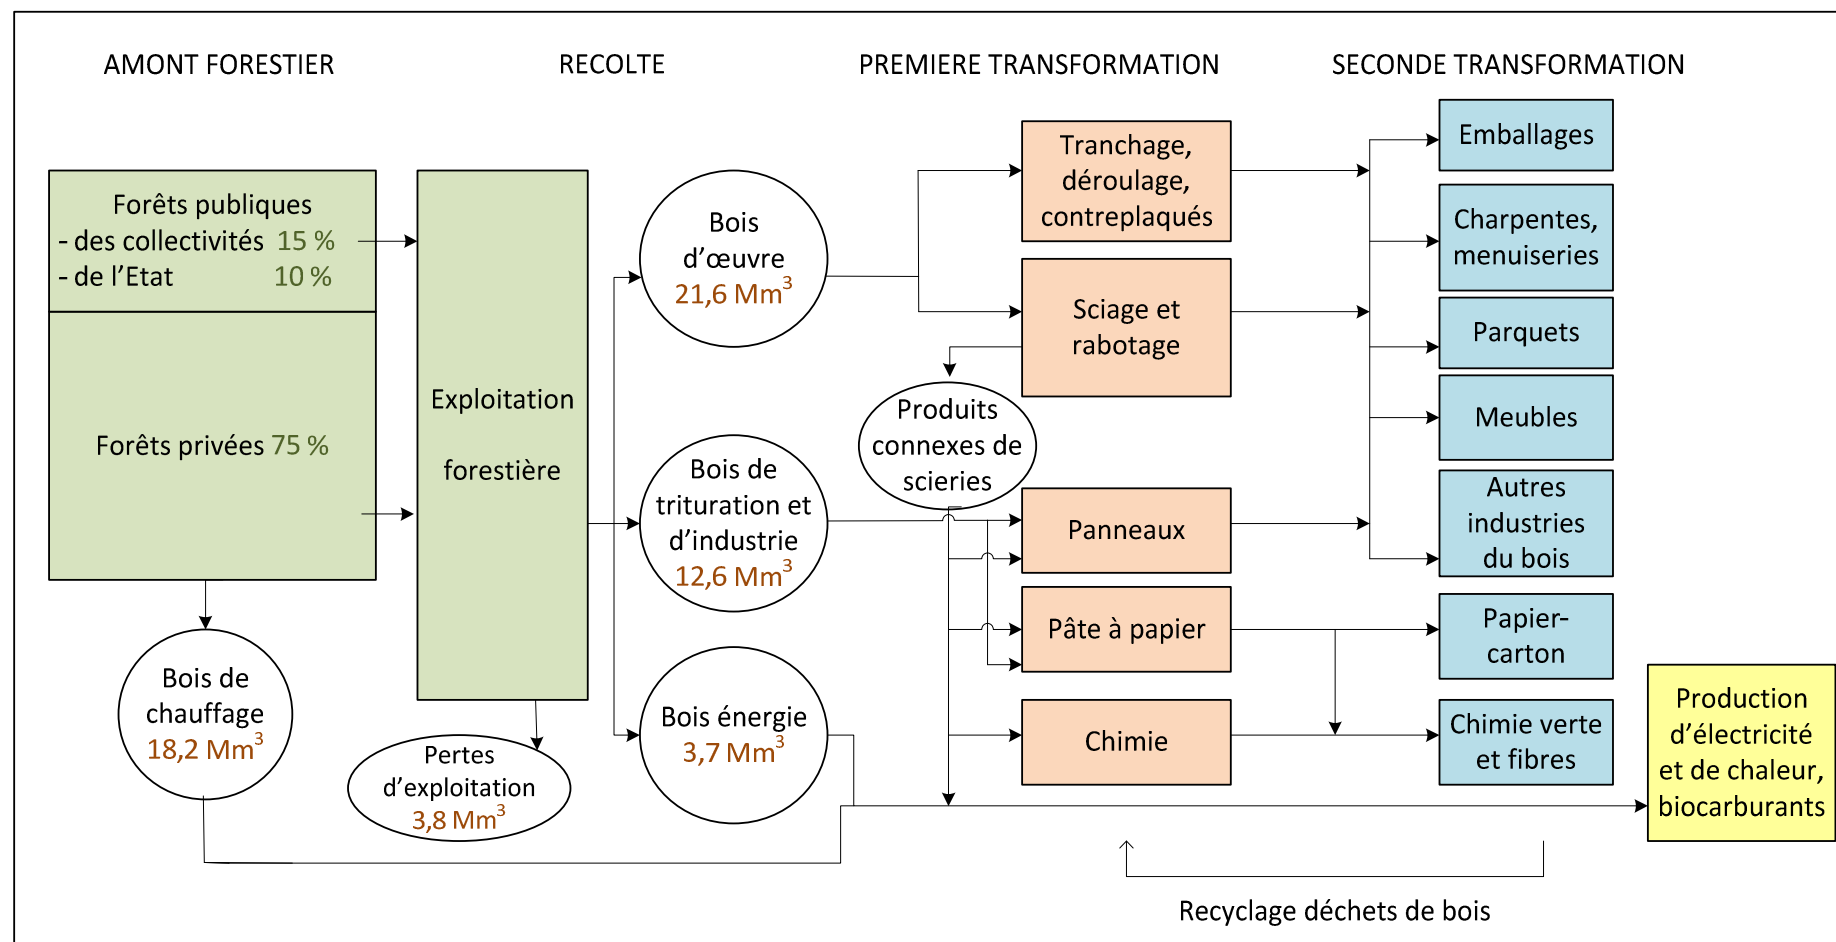 AMONT FORESTIER
RECOLTE
PREMIERE TRANSFORMATION
SECONDE TRANSFORMATION
Forêts publiques
- des collectivités 15 %
- de l'Etat 10 %
Forêts privées 75 %
Bois de
chauffage
18,2 Mm³
Exploitation
forestière
Pertes
d'exploitation
3,8 Mm³
Bois
d'œuvre
21,6 Mm³
Bois de
trituration et
d'industrie
12,6 Mm³
Bois énergie
3,7 Mm³
Tranchage,
déroulage,
contreplaqués
Sciage et
rabotage
Produits
connexes de
scieries
Panneaux
Pâte à papier
Chimie
Emballages
Charpentes,
menuiseries
Parquets
Meubles
Autres
industries
du bois
Papier-
carton
Chimie verte
et fibres
Production
d'électricité
et de chaleur,
biocarburants
Recyclage déchets de bois